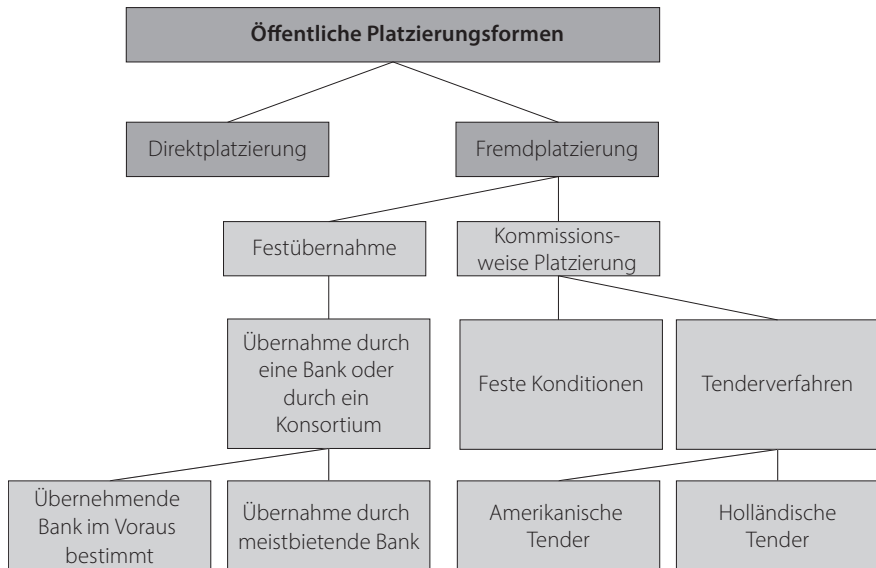 Öffentliche Platzierungsformen
Direktplatzierung
Fremdplatzierung
Festübernahme
Kommissions-
weise Platzierung
Übernahme durch
eine Bank oder
durch ein
Konsortium
Feste Konditionen
Tenderverfahren
Übernehmende
Bank im Voraus
bestimmt
Übernahme durch
meistbietende Bank
Amerikanische
Tender
Holländische
Tender